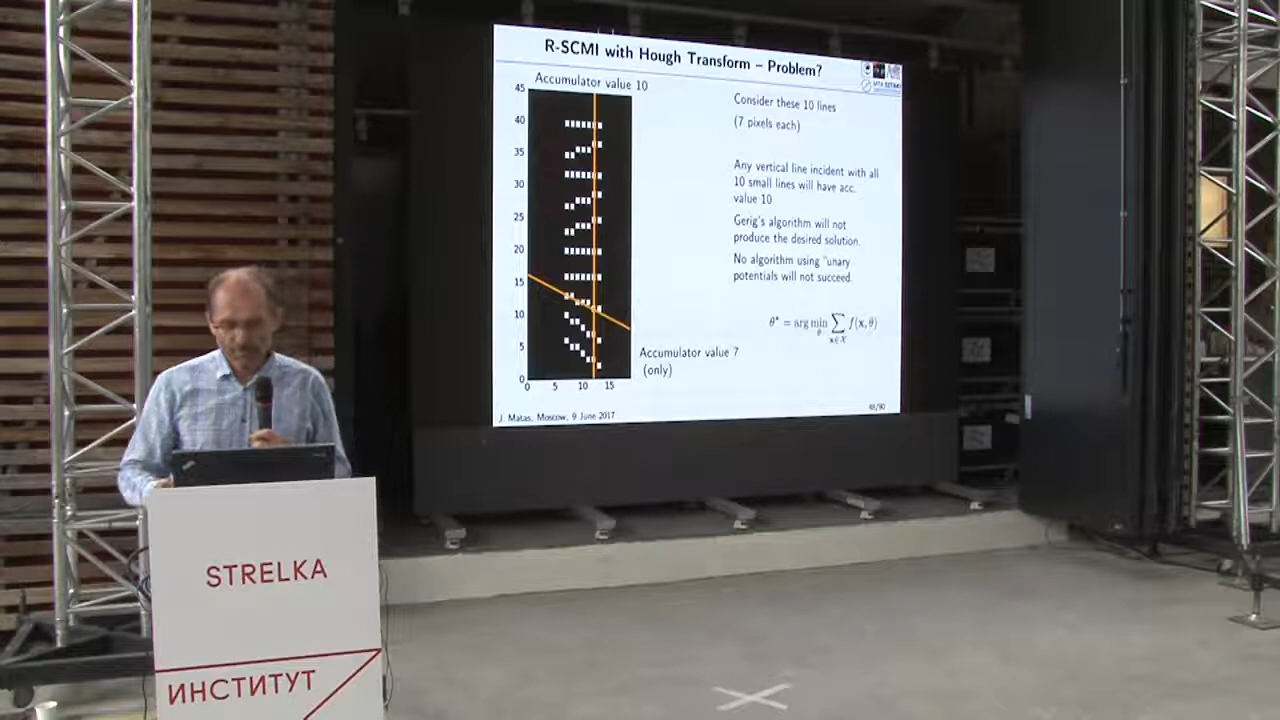 R-SCMI with Hough Transform – Problem?
Accumulator value 10
45
40
35
30
25
20
15
10
5
0
0 5 10 15
Accumulator value 7
(only)
Consider these 10 lines
(7 pixels each)
Any vertical line incident with all
10 small lines will have acc.
value 10
Gerig's algorithm will not
produce the desired solution.
No algorithm using "unary
potentials will not succeed.
θ* = arg min θ ∑ x∈X f(x, θ)
J. Matas, Moscow, 9 June 2017
STRELKA
ИНСТИТУТ